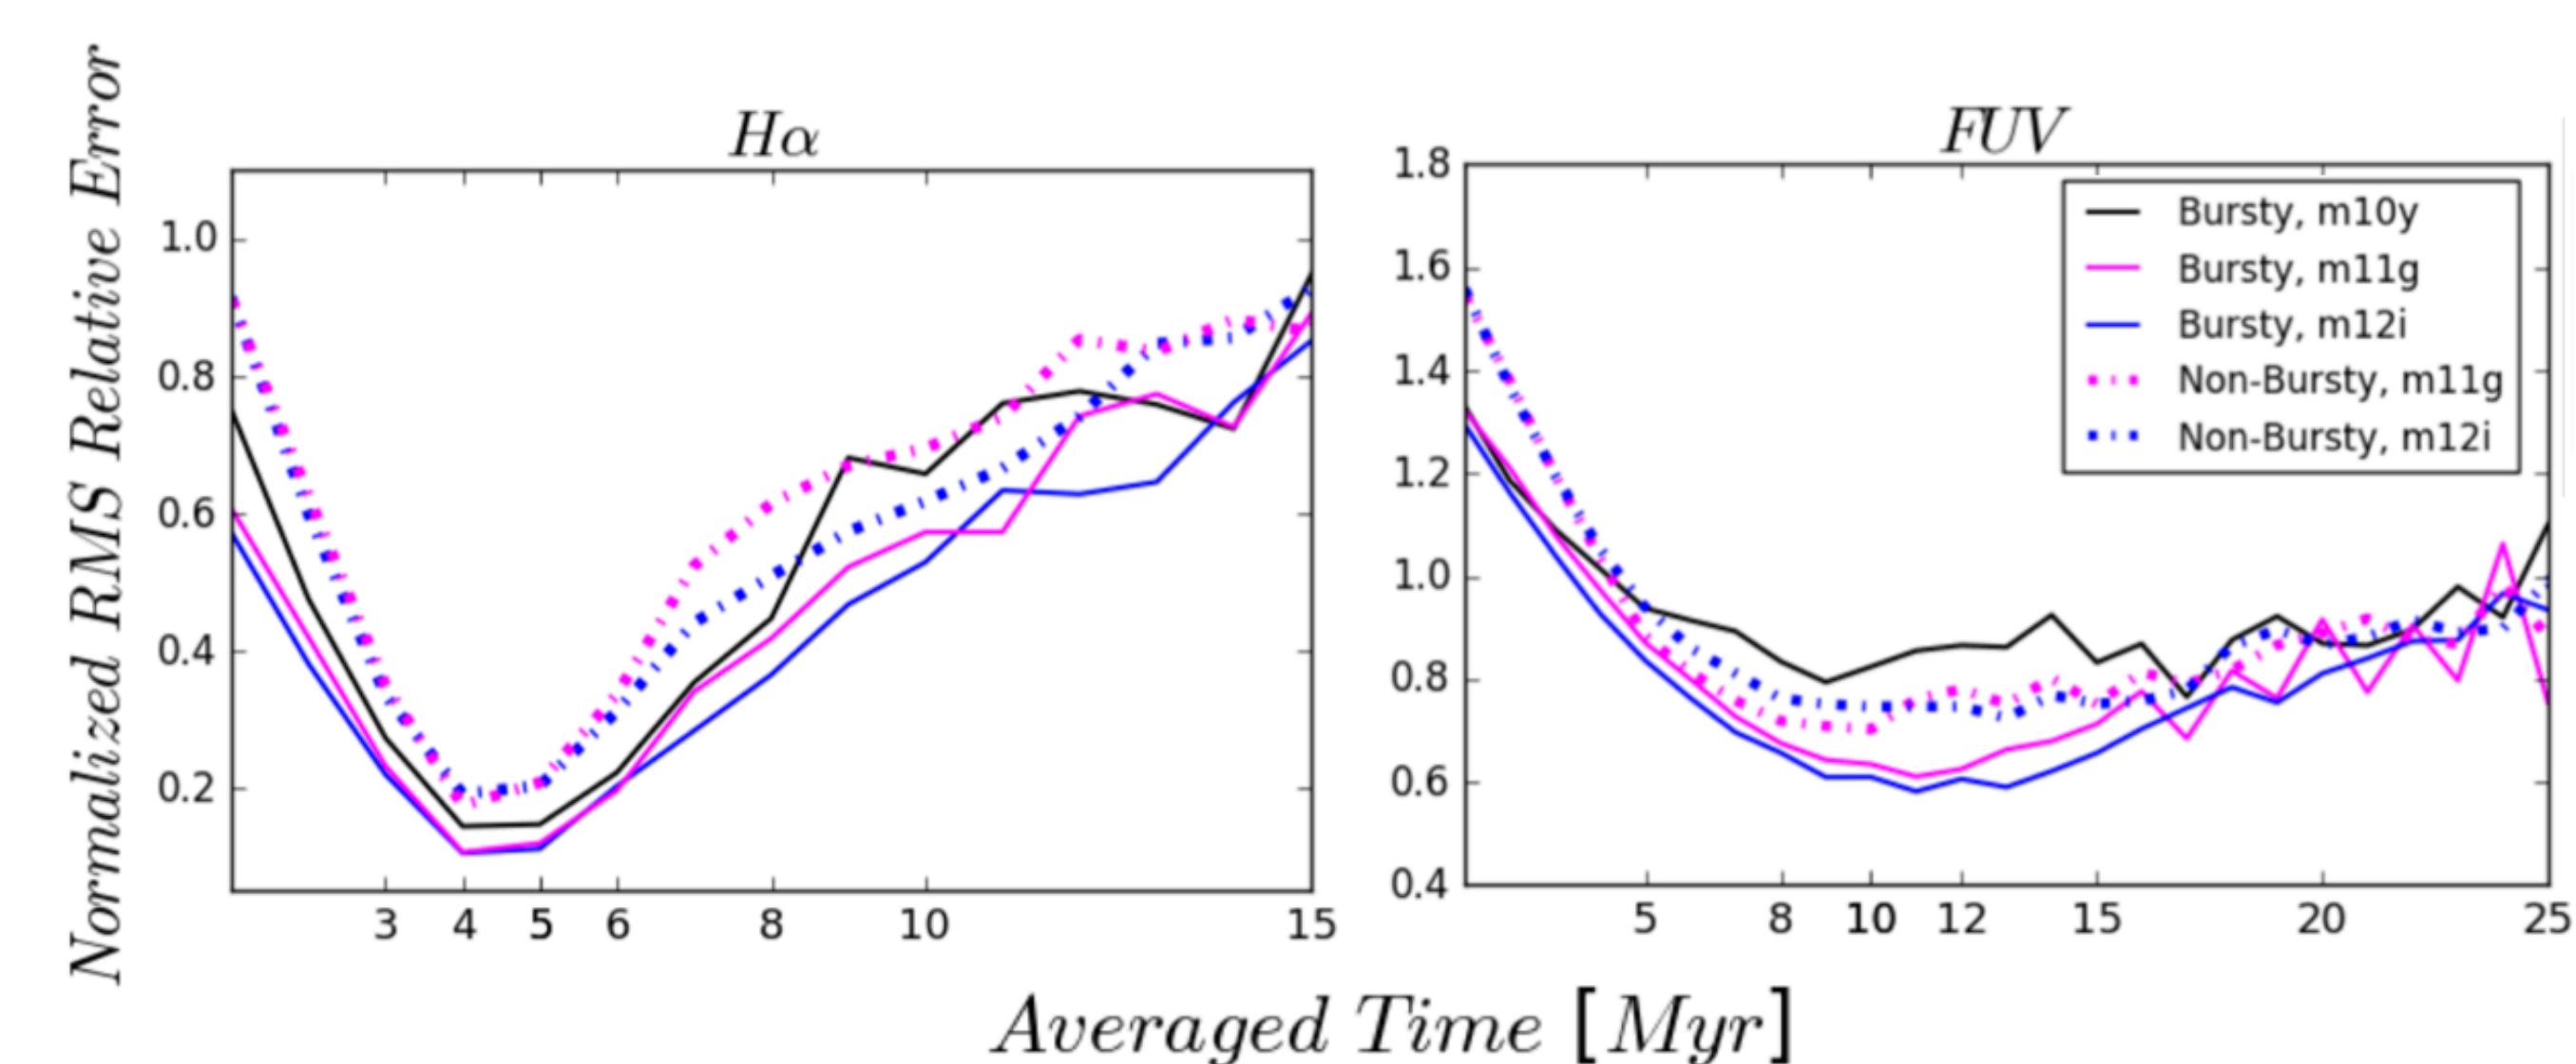 Normalized RMS Relative Error
Hα
1.0
0.8
0.6
0.4
0.2
3 4 5 6 8 10 15
FUV
1.8
1.6
1.4
1.2
1.0
0.8
0.6
0.4
5 8 10 12 15 20 25
Bursty, m10y
Bursty, m11g
Bursty, m12i
Non-Bursty, m11g
Non-Bursty, m12i
Averaged Time [Myr]